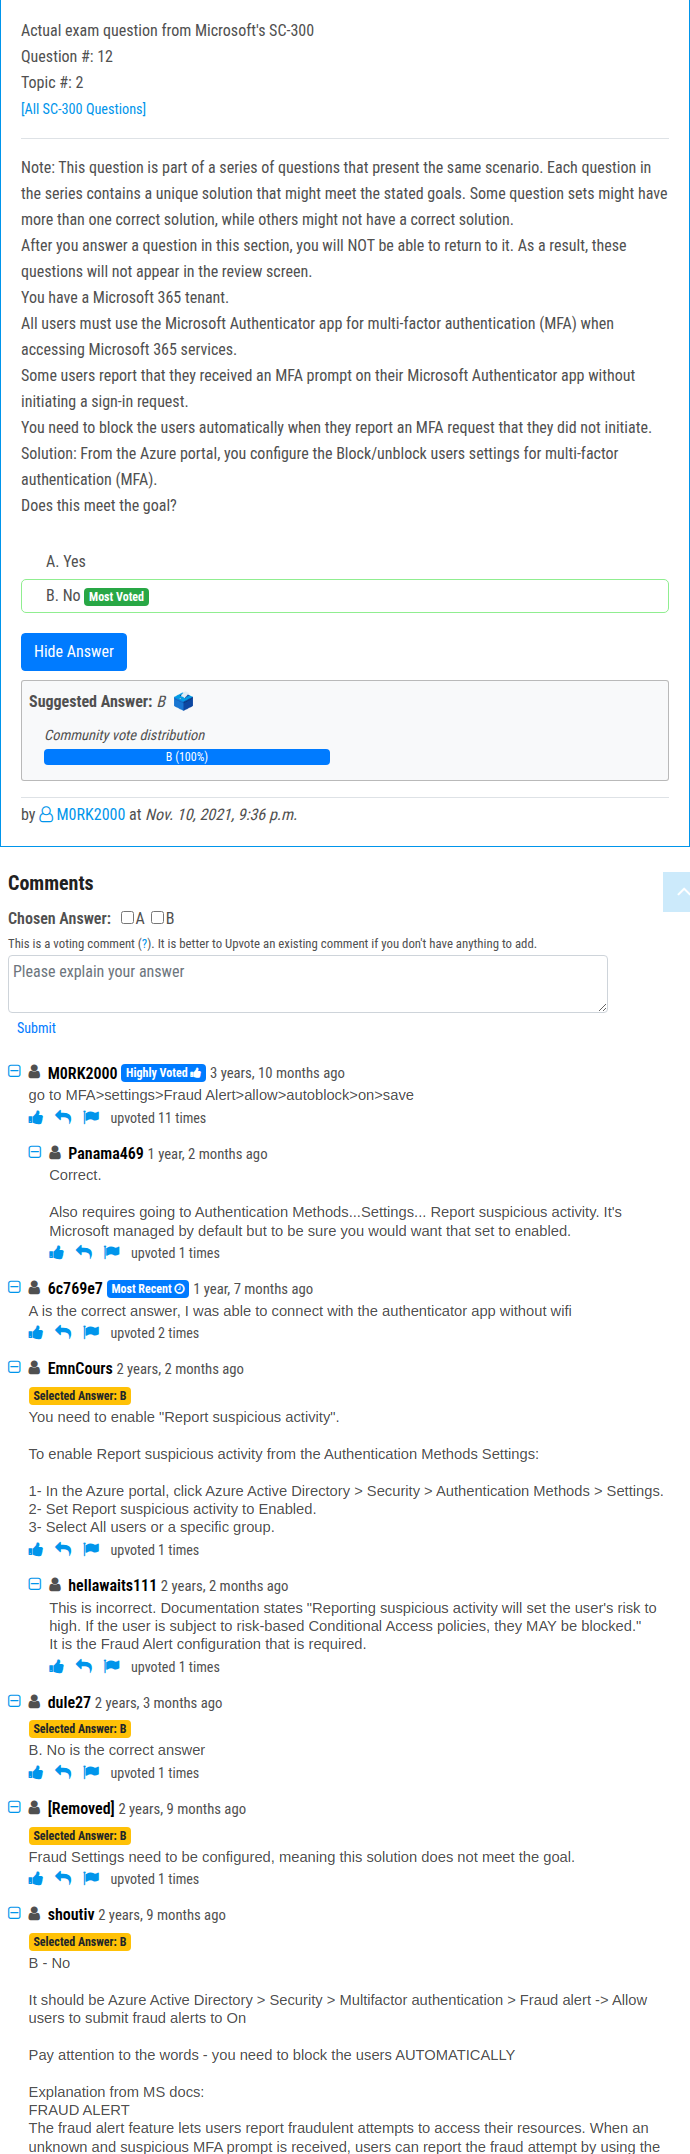 Actual exam question from Microsoft's SC-300
Question #: 12
Topic #: 2
[All SC-300 Questions]
Note: This question is part of a series of questions that present the same scenario. Each question in
the series contains a unique solution that might meet the stated goals. Some question sets might have
more than one correct solution, while others might not have a correct solution.
After you answer a question in this section, you will NOT be able to return to it. As a result, these
questions will not appear in the review screen.
You have a Microsoft 365 tenant.
All users must use the Microsoft Authenticator app for multi-factor authentication (MFA) when
accessing Microsoft 365 services.
Some users report that they received an MFA prompt on their Microsoft Authenticator app without
initiating a sign-in request.
You need to block the users automatically when they report an MFA request that they did not initiate.
Solution: From the Azure portal, you configure the Block/unblock users settings for multi-factor
authentication (MFA).
Does this meet the goal?
A. Yes
B. No Most Voted
Hide Answer
Suggested Answer: B
Community vote distribution
B (100%)
by M0RK2000 at Nov. 10, 2021, 9:36 p.m.
Comments
Chosen Answer: A B
This is a voting comment (?). It is better to Upvote an existing comment if you don't have anything to add.
Please explain your answer
Submit
M0RK2000 Highly Voted 3 years, 10 months ago
go to MFA>settings>Fraud Alert>allow>autoblock>on>save
upvoted 11 times
Panama469 1 year, 2 months ago
Correct.
Also requires going to Authentication Methods...Settings... Report suspicious activity. It's
Microsoft managed by default but to be sure you would want that set to enabled.
upvoted 1 times
6c769e7 Most Recent 1 year, 7 months ago
A is the correct answer, I was able to connect with the authenticator app without wifi
upvoted 2 times
EmnCours 2 years, 2 months ago
Selected Answer: B
You need to enable "Report suspicious activity".
To enable Report suspicious activity from the Authentication Methods Settings:
1- In the Azure portal, click Azure Active Directory > Security > Authentication Methods > Settings.
2- Set Report suspicious activity to Enabled.
3- Select All users or a specific group.
upvoted 1 times
hellawaits111 2 years, 2 months ago
This is incorrect. Documentation states "Reporting suspicious activity will set the user's risk to
high. If the user is subject to risk-based Conditional Access policies, they MAY be blocked."
It is the Fraud Alert configuration that is required.
upvoted 1 times
dule27 2 years, 3 months ago
Selected Answer: B
B. No is the correct answer
upvoted 1 times
[Removed] 2 years, 9 months ago
Selected Answer: B
Fraud Settings need to be configured, meaning this solution does not meet the goal.
upvoted 1 times
shoutiv 2 years, 9 months ago
Selected Answer: B
B - No
It should be Azure Active Directory > Security > Multifactor authentication > Fraud alert -> Allow
users to submit fraud alerts to On
Pay attention to the words - you need to block the users AUTOMATICALLY
Explanation from MS docs:
FRAUD ALERT
The fraud alert feature lets users report fraudulent attempts to access their resources. When an
unknown and suspicious MFA prompt is received, users can report the fraud attempt by using the